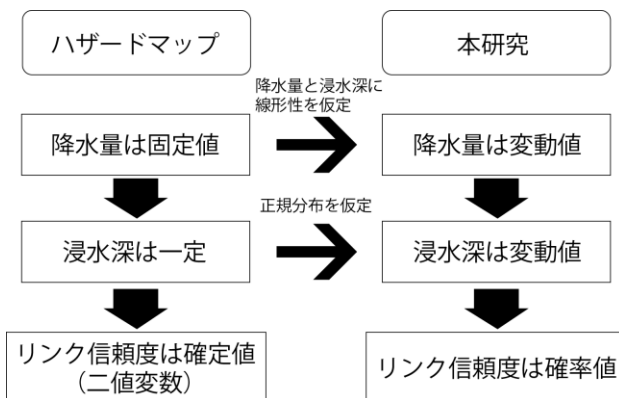 ハザードマップ
本研究
降水量と浸水深に
線形性を仮定
降水量は固定値
降水量は変動値
正規分布を仮定
浸水深は一定
浸水深は変動値
リンク信頼度は確定値
（二値変数）
リンク信頼度は確率値